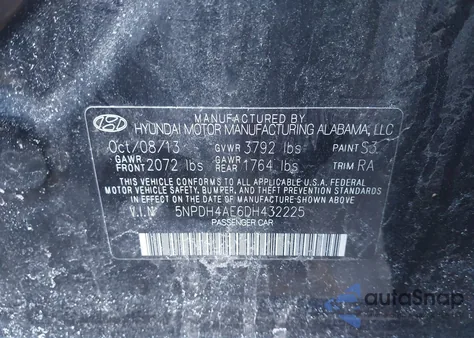 MANUFACTURED BY
HYUNDAI MOTOR MANUFACTURING ALABAMA, LLC
Oct/08/13 GVWR 3792 lbs PAINT S3
GAWR FRONT 2072 lbs GAWR REAR 1764 lbs TRIM RA
THIS VEHICLE CONFORMS TO ALL APPLICABLE U.S.A. FEDERAL
MOTOR VEHICLE SAFETY, BUMPER, AND THEFT PREVENTION
STANDARDS IN EFFECT ON THE DATE OF MANUFACTURE SHOWN ABOVE.
V.I.N. 5NPDH4AE6DH432225
PASSENGER CAR
autoSnap